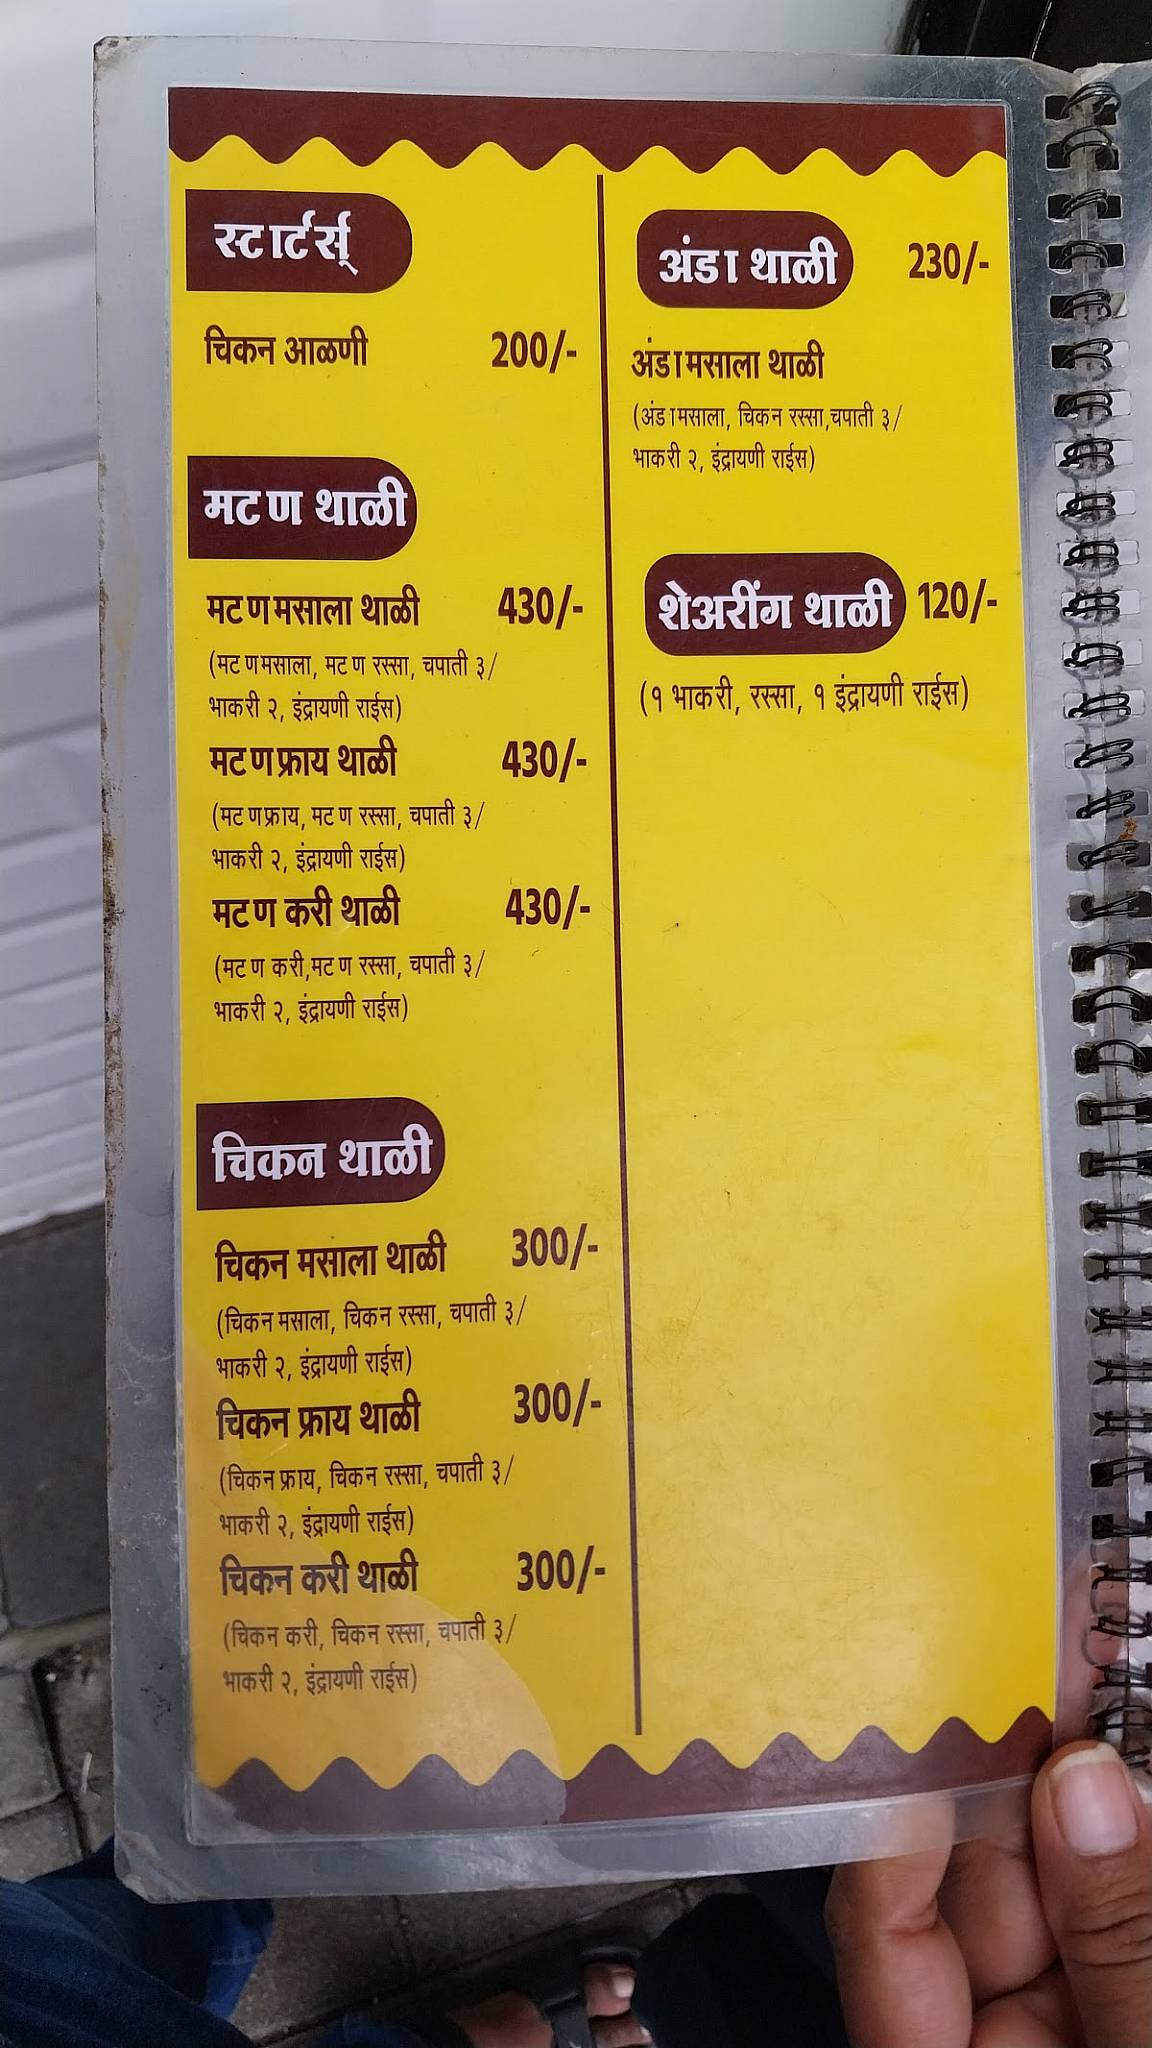 स्टार्टर्स्
चिकन आळणी 200/-
मटण थाळी
मटण मसाला थाळी 430/-
(मटण मसाला, मटण रस्सा, चपाती ३/
भाकरी २, इंद्रायणी राईस)
मटण फ्राय थाळी 430/-
(मटण फ्राय, मटण रस्सा, चपाती ३/
भाकरी २, इंद्रायणी राईस)
मटण करी थाळी 430/-
(मटण करी,मटण रस्सा, चपाती ३/
भाकरी २, इंद्रायणी राईस)
चिकन थाळी
चिकन मसाला थाळी 300/-
(चिकन मसाला, चिकन रस्सा, चपाती ३/
भाकरी २, इंद्रायणी राईस)
चिकन फ्राय थाळी 300/-
(चिकन फ्राय, चिकन रस्सा, चपाती ३/
भाकरी २, इंद्रायणी राईस)
चिकन करी थाळी 300/-
(चिकन करी, चिकन रस्सा, चपाती ३/
भाकरी २, इंद्रायणी राईस)
अंडा थाळी 230/-
अंडा मसाला थाळी
(अंडा मसाला, चिकन रस्सा,चपाती ३/
भाकरी २, इंद्रायणी राईस)
शेअरींग थाळी 120/-
(१ भाकरी, रस्सा, १ इंद्रायणी राईस)